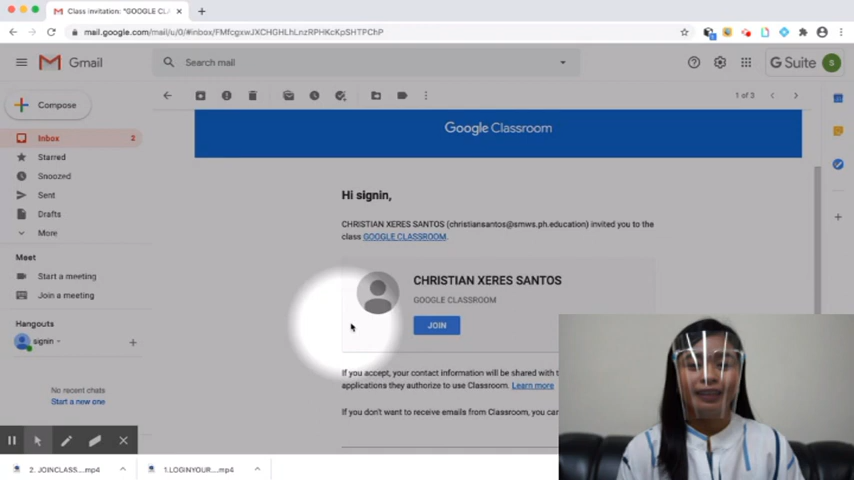 Class Invitation: "GOOGLE CLA
mail.google.com/mail/u/0/#inbox/FMfcgxwJXCHGHLhLnzRPHKcKpSHTPChP
Gmail
Search mail
G Suite
S
Compose
1 of 3
Inbox 2
Starred
Snoozed
Sent
Drafts
More
Meet
Start a meeting
Join a meeting
Hangouts
signin
No recent chats
Start a new one
Google Classroom
Hi signin,
CHRISTIAN XERES SANTOS (christiansantos@smws.ph.education) invited you to the
class GOOGLE CLASSROOM.
CHRISTIAN XERES SANTOS
GOOGLE CLASSROOM
JOIN
If you accept, your contact information will be shared with
applications they authorize to use Classroom. Learn more
If you don't want to receive emails from Classroom, you can
2. JOINCLASS....mp4
1.LOGINYOUR....mp4